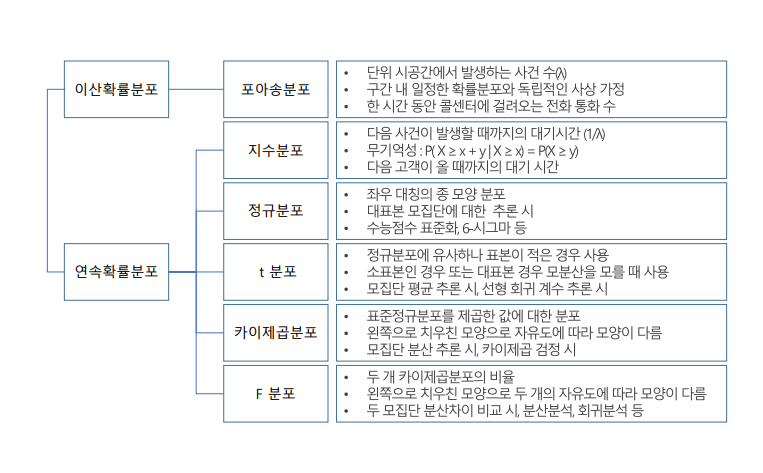 이산확률분포
포아송분포
• 단위 시공간에서 발생하는 사건 수(λ)
• 구간 내 일정한 확률분포와 독립적인 사상 가정
• 한 시간 동안 콜센터에 걸려오는 전화 통화 수
지수분포
• 다음 사건이 발생할 때까지의 대기시간 (1/λ)
• 무기억성 : P( X ≥ x + y | X ≥ x) = P(X ≥ y)
• 다음 고객이 올 때까지의 대기 시간
정규분포
• 좌우 대칭의 종 모양 분포
• 대표본 모집단에 대한 추론 시
• 수능점수 표준화, 6-시그마 등
연속확률분포
t 분포
• 정규분포에 유사하나 표본이 적은 경우 사용
• 소표본인 경우 또는 대표본 경우 모분산을 모를 때 사용
• 모집단 평균 추론 시, 선형 회귀 계수 추론 시
카이제곱분포
• 표준정규분포를 제곱한 값에 대한 분포
• 왼쪽으로 치우친 모양으로 자유도에 따라 모양이 다름
• 모집단 분산 추론 시, 카이제곱 검정 시
F 분포
• 두 개 카이제곱분포의 비율
• 왼쪽으로 치우친 모양으로 두 개의 자유도에 따라 모양이 다름
• 두 모집단 분산차이 비교 시, 분산분석, 회귀분석 등